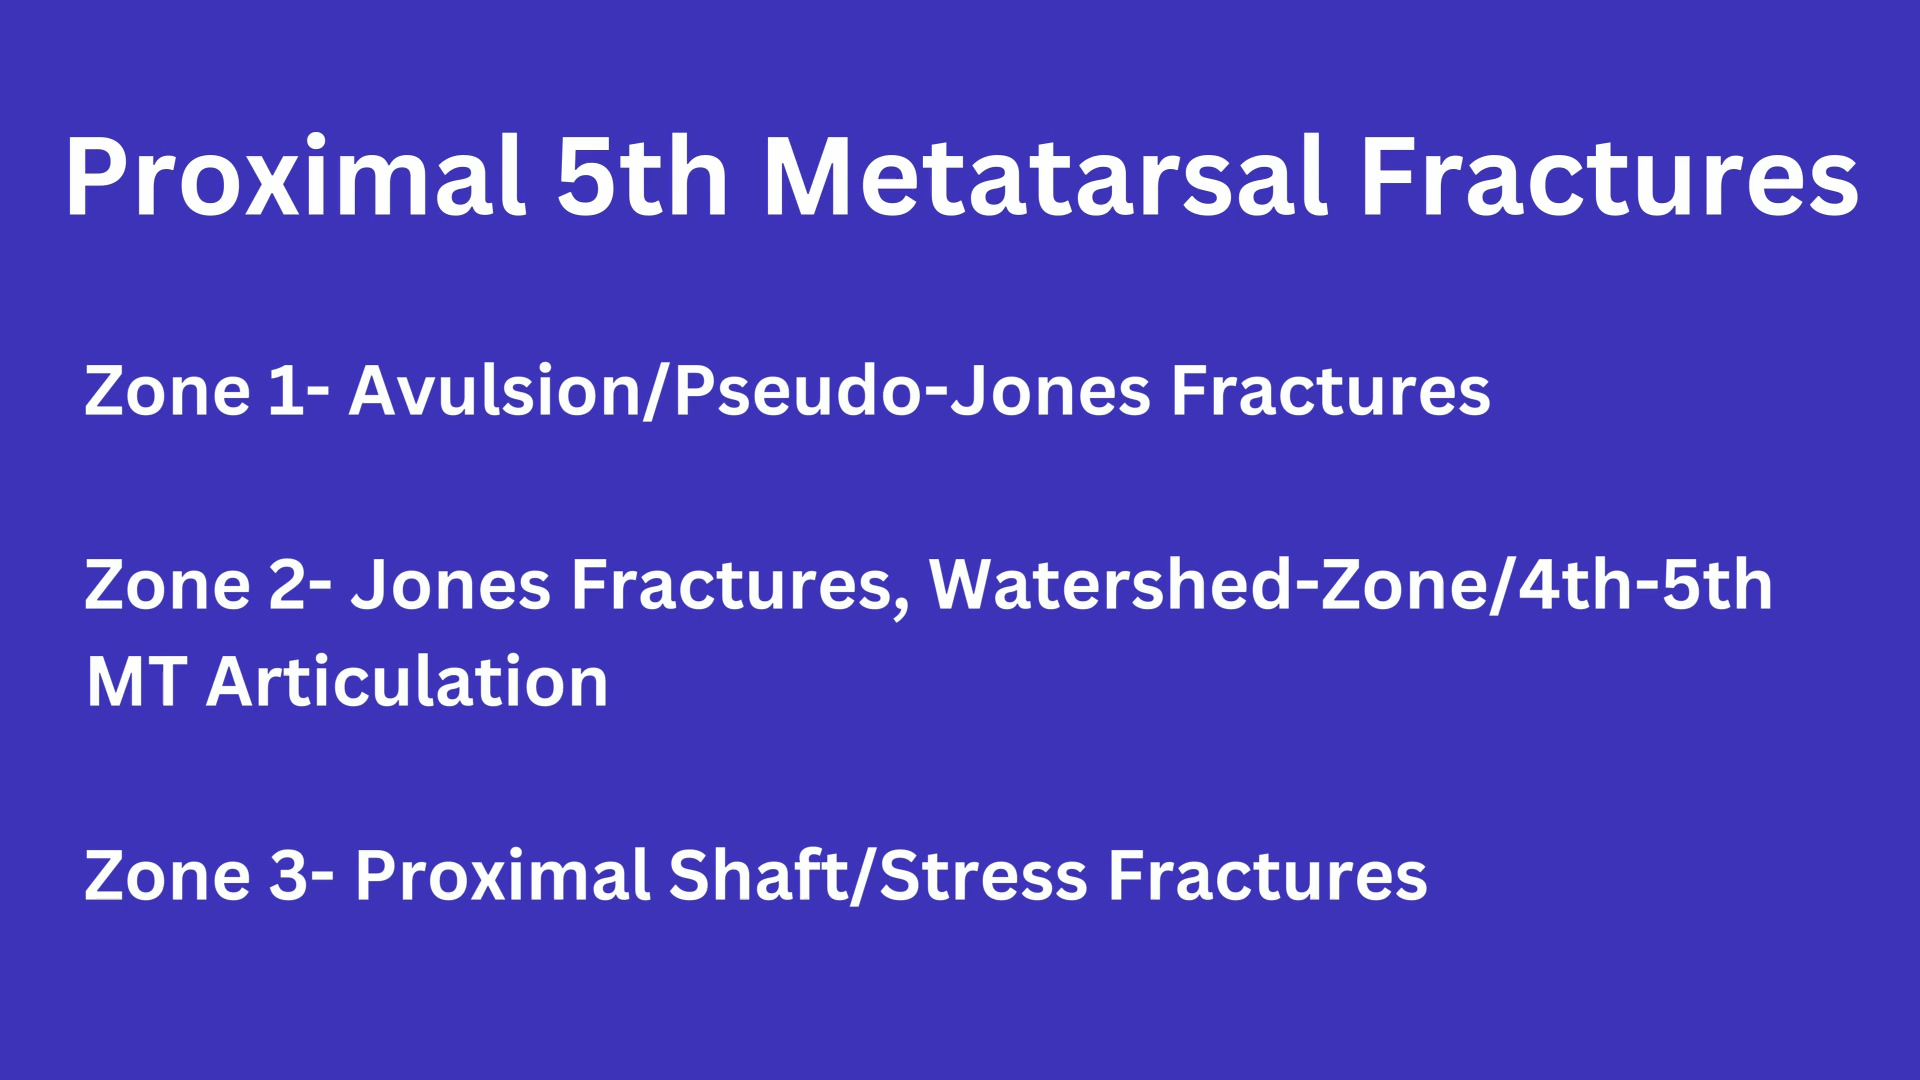 Proximal 5th Metatarsal Fractures
Zone 1- Avulsion/Pseudo-Jones Fractures
Zone 2- Jones Fractures, Watershed-Zone/4th-5th
MT Articulation
Zone 3- Proximal Shaft/Stress Fractures